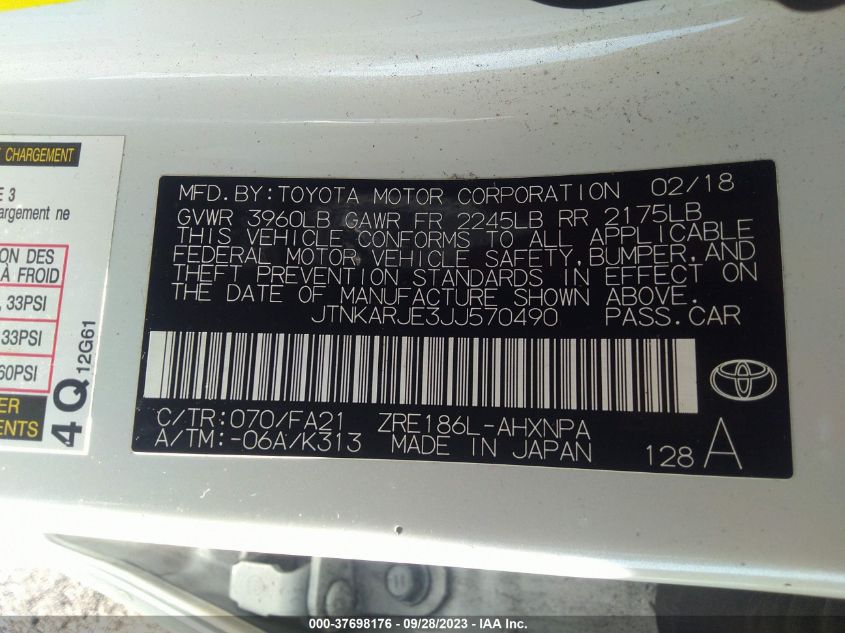 CHARGEMENT
E 3
argement ne
ION DES
À FROID
, 33PSI
33PSI
60PSI
ER
ENTS
4Q
12G61
MFD.BY:TOYOTA MOTOR CORPORATION 02/18
GVWR 3960LB GAWR FR 2245LB RR 2175LB
THIS VEHICLE CONFORMS TO ALL APPLICABLE
FEDERAL MOTOR VEHICLE SAFETY,BUMPER,AND
THEFT PREVENTION STANDARDS IN EFFECT ON
THE DATE OF MANUFACTURE SHOWN ABOVE.
JTNKARJE3JJ570490 PASS.CAR
C/TR:070/FA21 ZRE186L-AHXNPA
A/TM:-06A/K313 MADE IN JAPAN 128 A
000-37698176 - 09/28/2023 - IAA Inc.